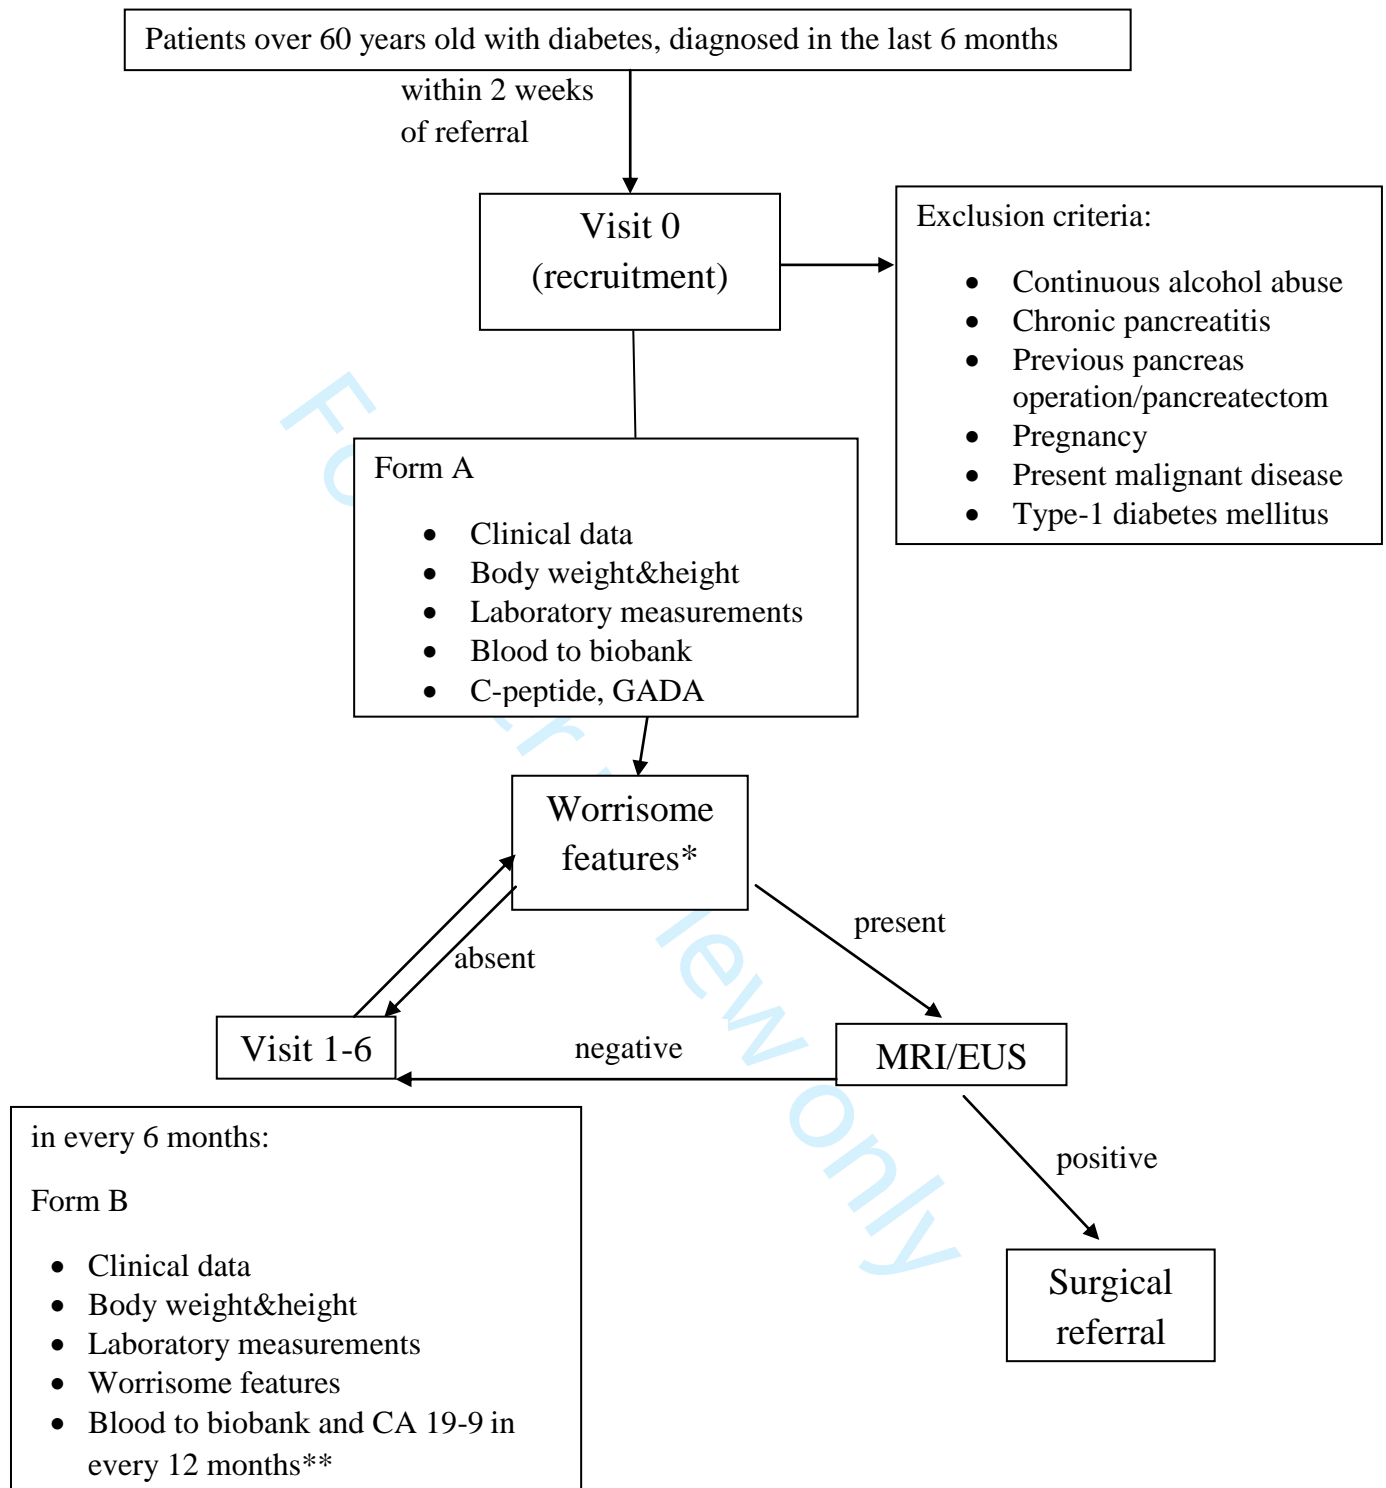 Patients over 60 years old with diabetes, diagnosed in the last 6 months
within 2 weeks
of referral
Visit 0
(recruitment)
Exclusion criteria:
• Continuous alcohol abuse
• Chronic pancreatitis
• Previous pancreas
operation/pancreatectom
• Pregnancy
• Present malignant disease
• Type-1 diabetes mellitus
Form A
• Clinical data
• Body weight&height
• Laboratory measurements
• Blood to biobank
• C-peptide, GADA
Worrisome
features*
absent
present
Visit 1-6
negative
MRI/EUS
positive
Surgical
referral
in every 6 months:
Form B
• Clinical data
• Body weight&height
• Laboratory measurements
• Worrisome features
• Blood to biobank and CA 19-9 in
every 12 months**